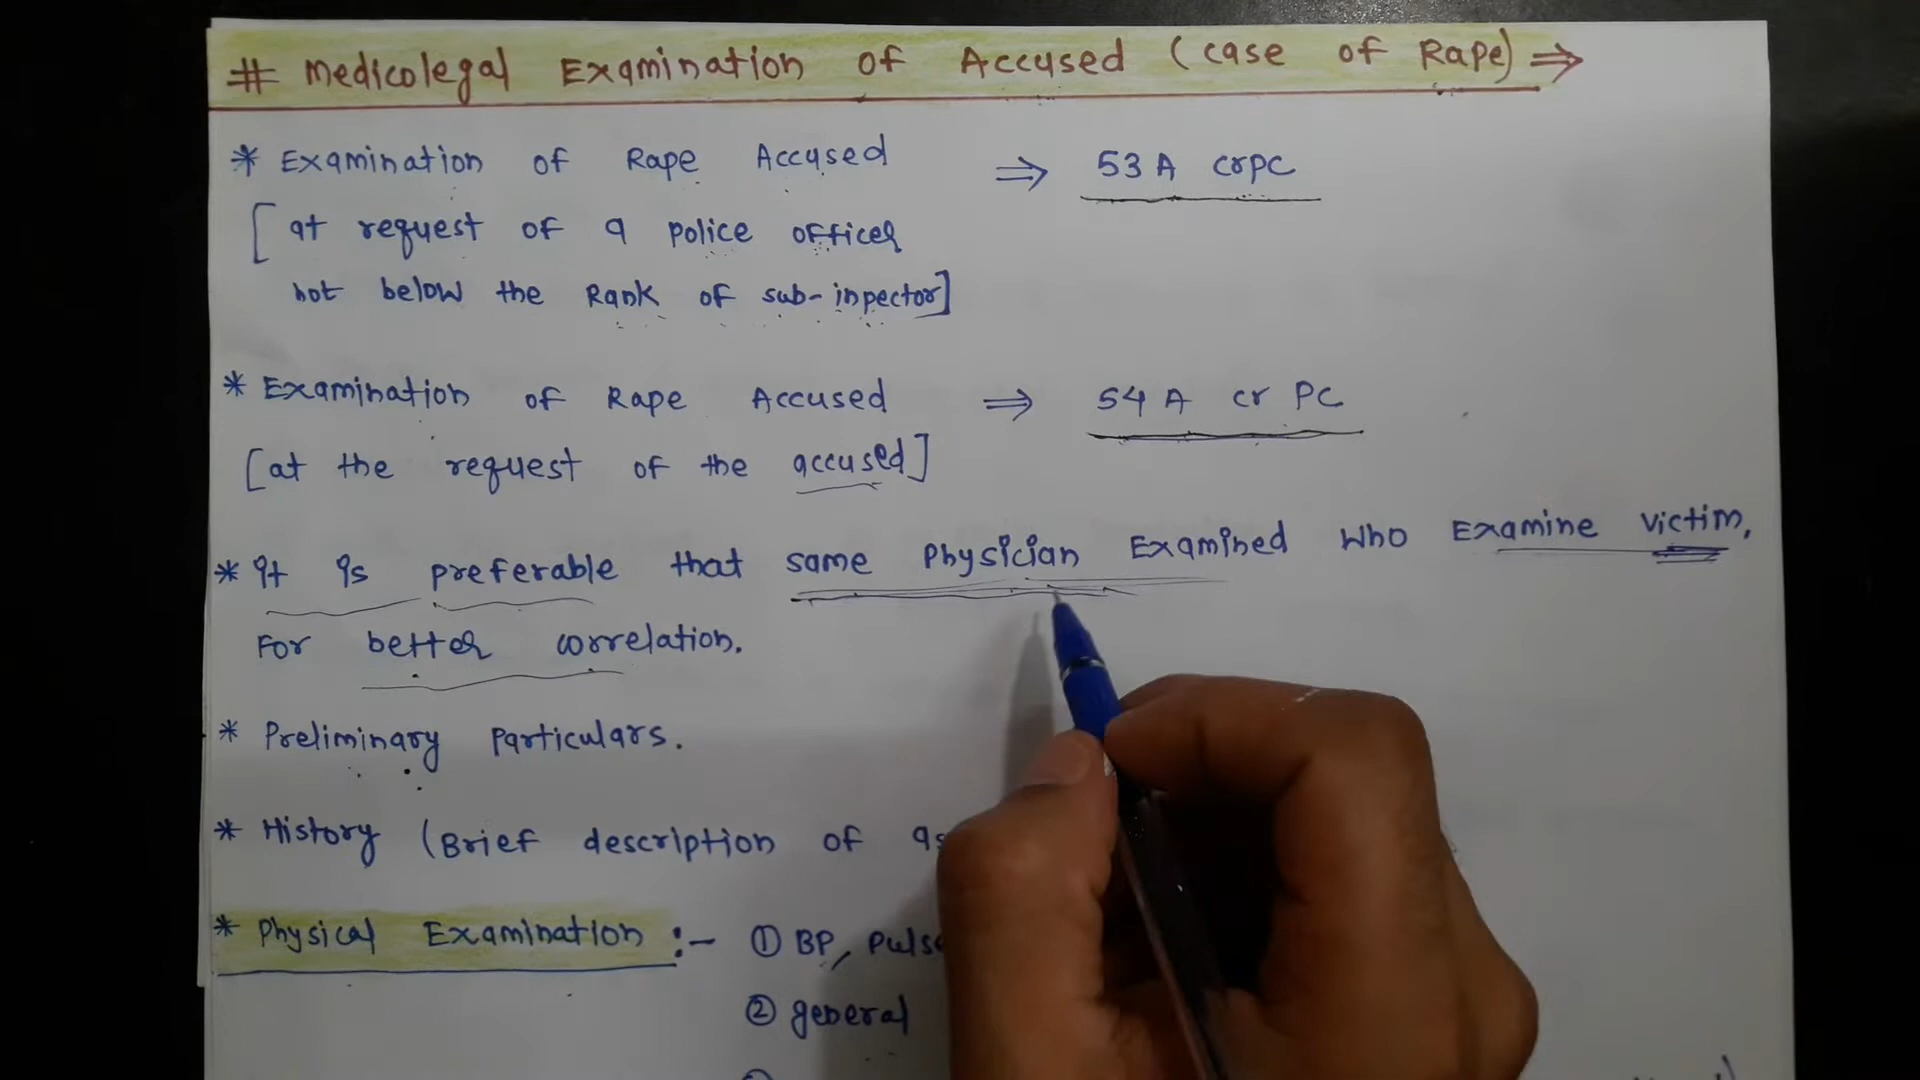 # Medicolegal Examination of Accused (case of Rape) ⇒
* Examination of Rape Accused ⇒ 53 A crpc
[at request of a police officer
not below the Rank of sub-inpector]
* Examination of Rape Accused ⇒ 54 A cr PC
[at the request of the accused]
* It is preferable that same Physician Examined who Examine victim,
For better correlation.
* Preliminary Particulars.
* History (Brief description of as
* Physical Examination :- ① BP, Pulse
② general